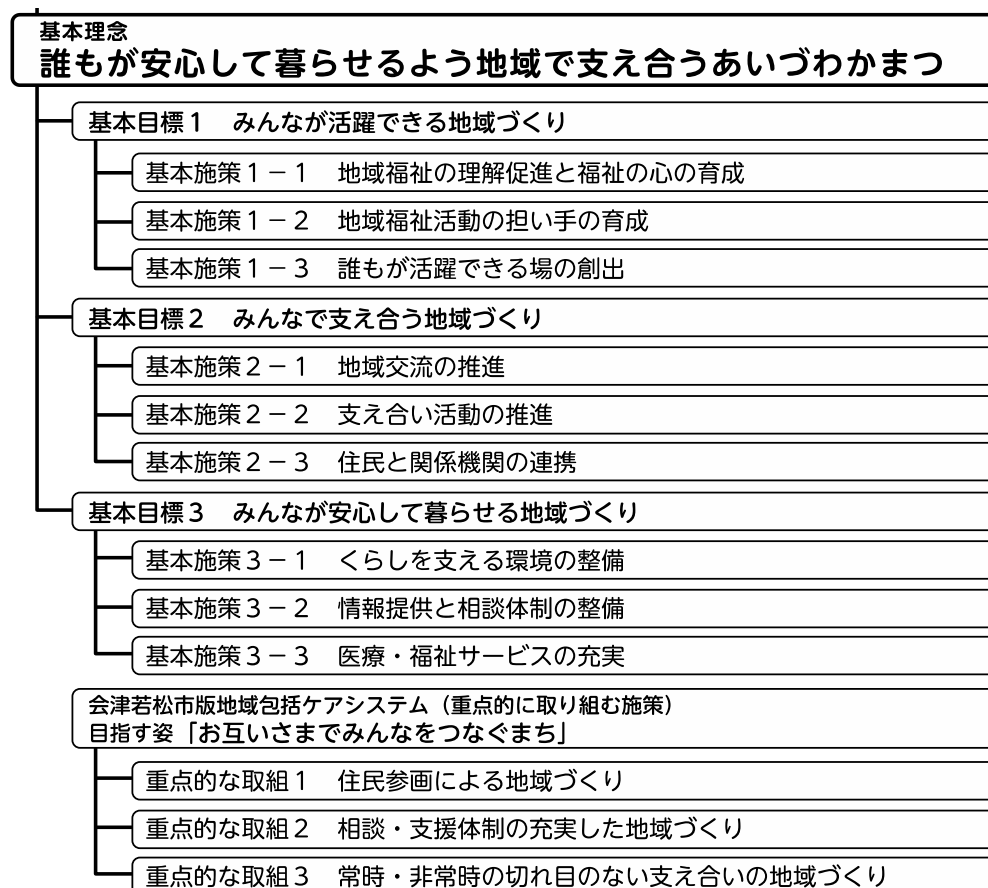 基本理念
誰もが安心して暮らせるよう地域で支え合うあいづわかまつ
基本目標１　みんなが活躍できる地域づくり
基本施策１－１　地域福祉の理解促進と福祉の心の育成
基本施策１－２　地域福祉活動の担い手の育成
基本施策１－３　誰もが活躍できる場の創出
基本目標２　みんなで支え合う地域づくり
基本施策２－１　地域交流の推進
基本施策２－２　支え合い活動の推進
基本施策２－３　住民と関係機関の連携
基本目標３　みんなが安心して暮らせる地域づくり
基本施策３－１　くらしを支える環境の整備
基本施策３－２　情報提供と相談体制の整備
基本施策３－３　医療・福祉サービスの充実
会津若松市版地域包括ケアシステム（重点的に取り組む施策）
目指す姿「お互いさまでみんなをつなぐまち」
重点的な取組１　住民参画による地域づくり
重点的な取組２　相談・支援体制の充実した地域づくり
重点的な取組３　常時・非常時の切れ目のない支え合いの地域づくり